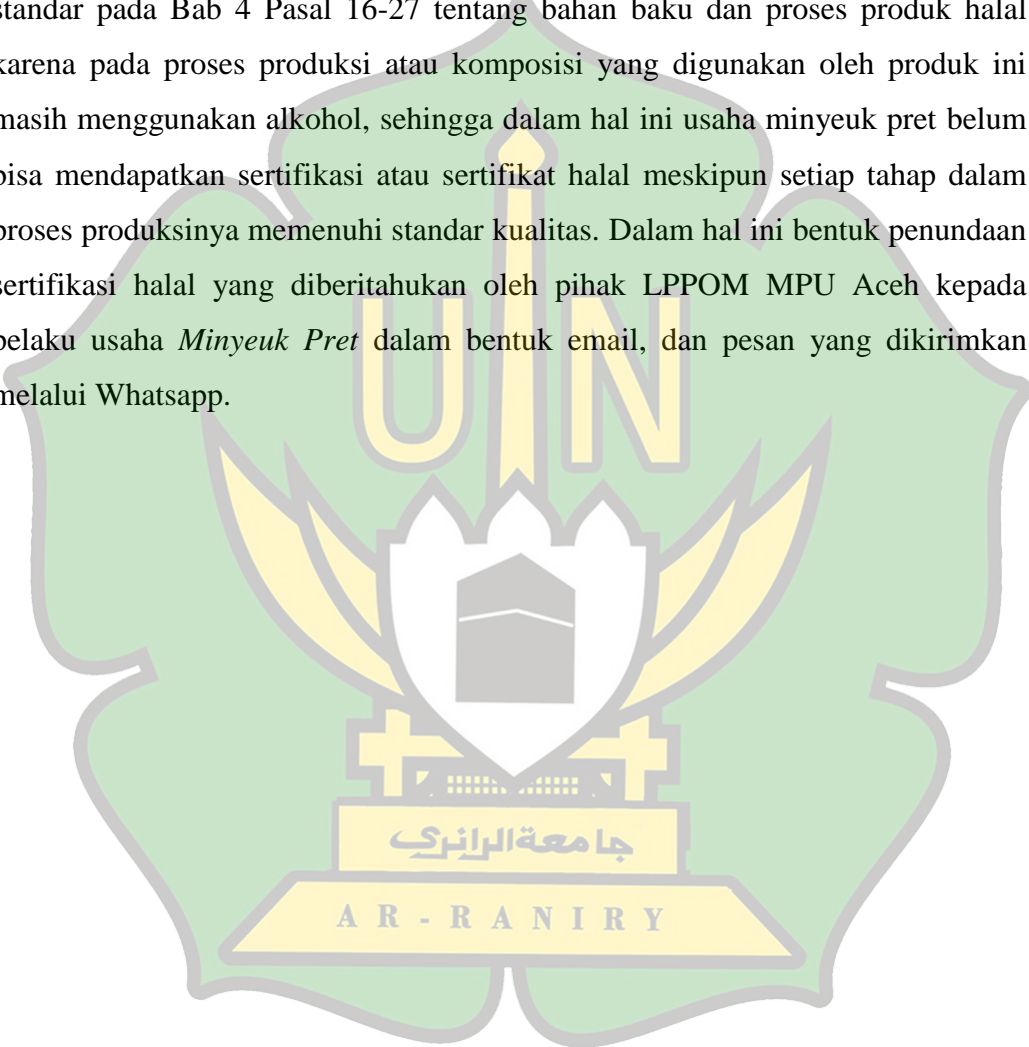 standar pada Bab 4 Pasal 16-27 tentang bahan baku dan proses produk halal
karena pada proses produksi atau komposisi yang digunakan oleh produk ini
masih menggunakan alkohol, sehingga dalam hal ini usaha minyeuk pret belum
bisa mendapatkan sertifikasi atau sertifikat halal meskipun setiap tahap dalam
proses produksinya memenuhi standar kualitas. Dalam hal ini bentuk penundaan
sertifikasi halal yang diberitahukan oleh pihak LPPOM MPU Aceh kepada
pelaku usaha Minyeuk Pret dalam bentuk email, dan pesan yang dikirimkan
melalui Whatsapp.
UIN
جامعة الرانري
AR-RANIRY